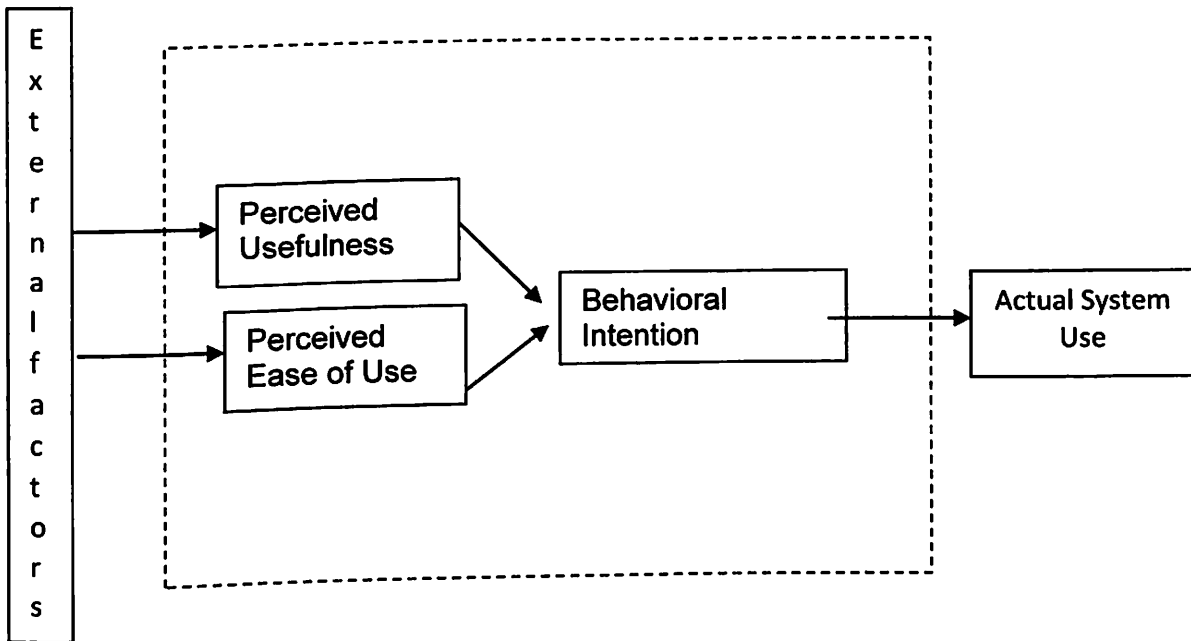 E
x
t
e
r
n
a
l
f
a
c
t
o
r
s
Perceived
Usefulness
Perceived
Ease of Use
Behavioral
Intention
Actual System
Use